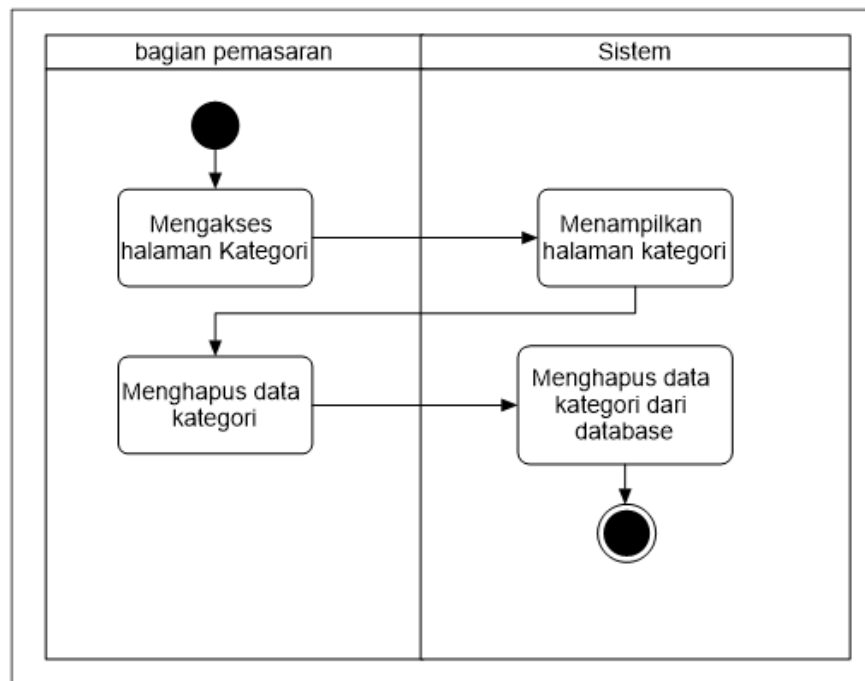 bagian pemasaran
Sistem
Mengakses
halaman Kategori
Menampilkan
halaman kategori
Menghapus data
kategori
Menghapus data
kategori dari
database